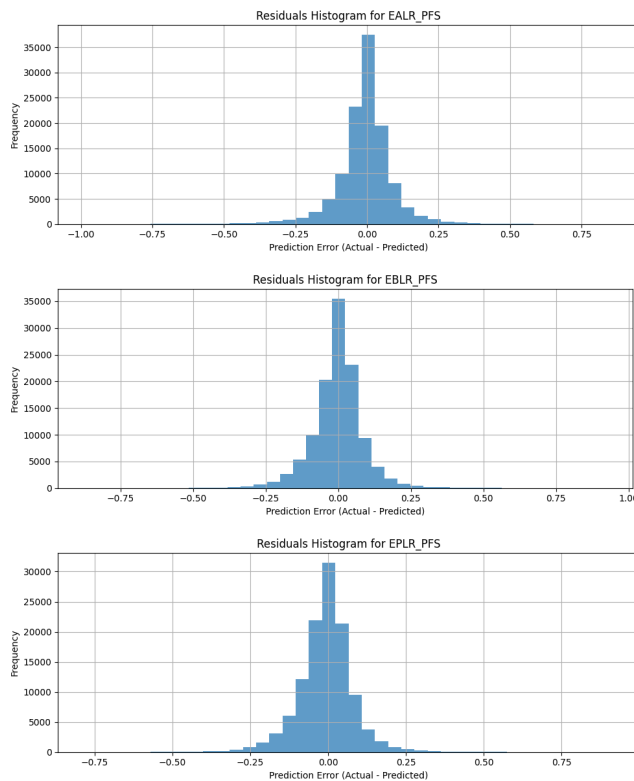 Residuals Histogram for EALR_PFS
35000
30000
25000
20000
15000
10000
5000
0
Frequency
−1.00 −0.75 −0.50 −0.25 0.00 0.25 0.50 0.75
Prediction Error (Actual - Predicted)
Residuals Histogram for EBLR_PFS
35000
30000
25000
20000
15000
10000
5000
0
Frequency
−0.75 −0.50 −0.25 0.00 0.25 0.50 0.75 1.00
Prediction Error (Actual - Predicted)
Residuals Histogram for EPLR_PFS
30000
25000
20000
15000
10000
5000
0
Frequency
−0.75 −0.50 −0.25 0.00 0.25 0.50 0.75
Prediction Error (Actual - Predicted)